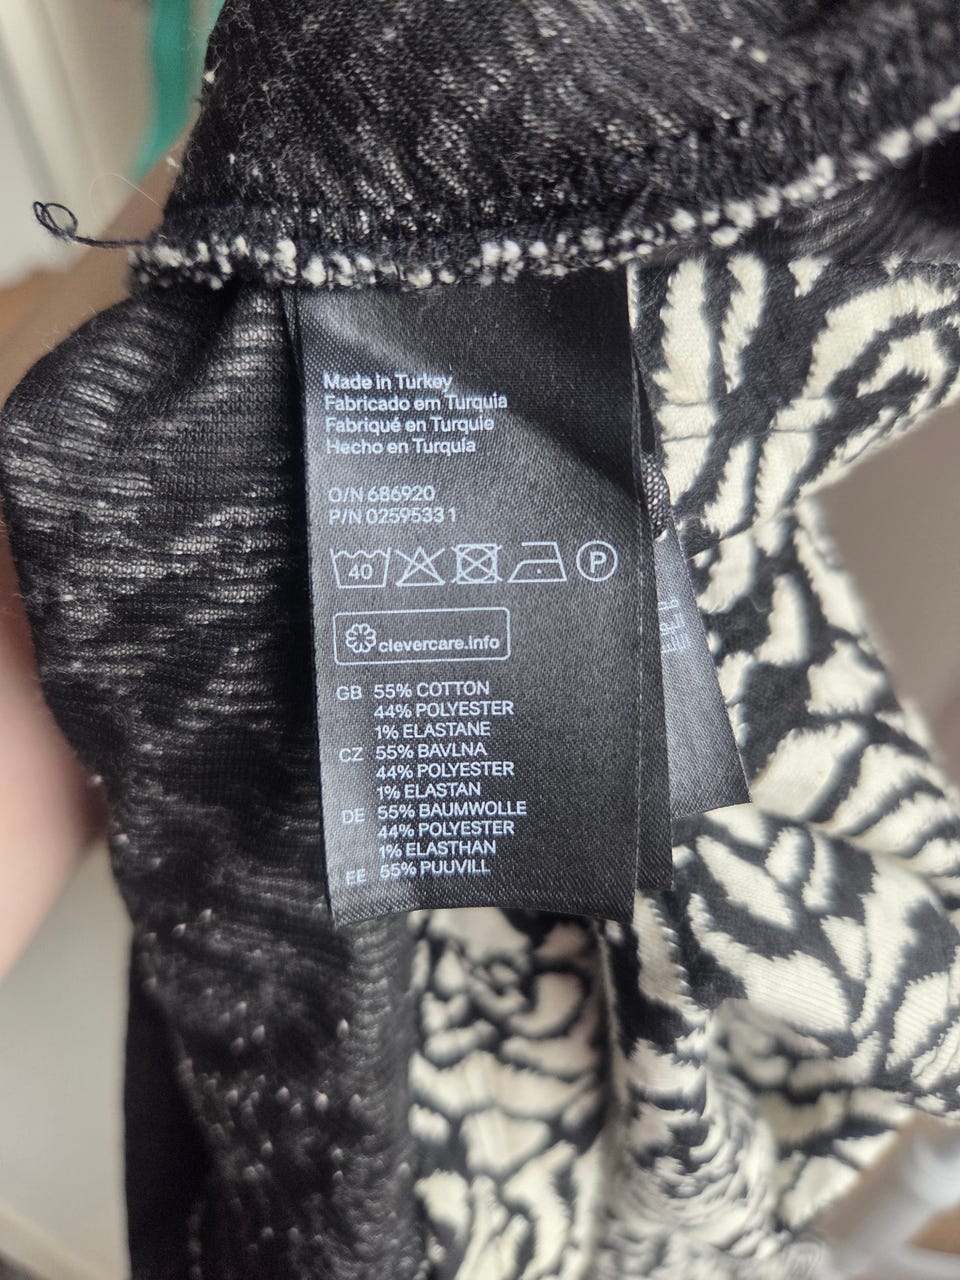 Made in Turkey
Fabricado em Turquia
Fabriqué en Turquie
Hecho en Turquía
O/N 686920
P/N 02595331
40 P
clevercare.info
GB 55% COTTON
44% POLYESTER
1% ELASTANE
CZ 55% BAVLNA
44% POLYESTER
1% ELASTAN
DE 55% BAUMWOLLE
44% POLYESTER
1% ELASTHAN
EE 55% PUUVILL